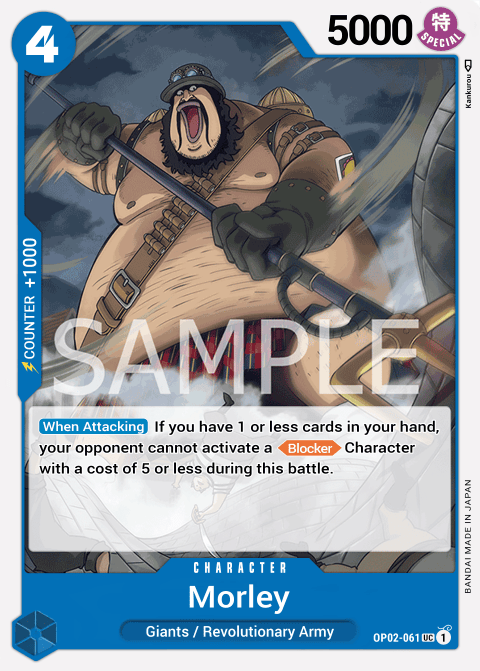 4
5000
特
SPECIAL
Kankurou
COUNTER +1000
SAMPLE
When Attacking If you have 1 or less cards in your hand,
your opponent cannot activate a Blocker Character
with a cost of 5 or less during this battle.
BANDAI MADE IN JAPAN
CHARACTER
Morley
Giants / Revolutionary Army
OP02-061 UC 1